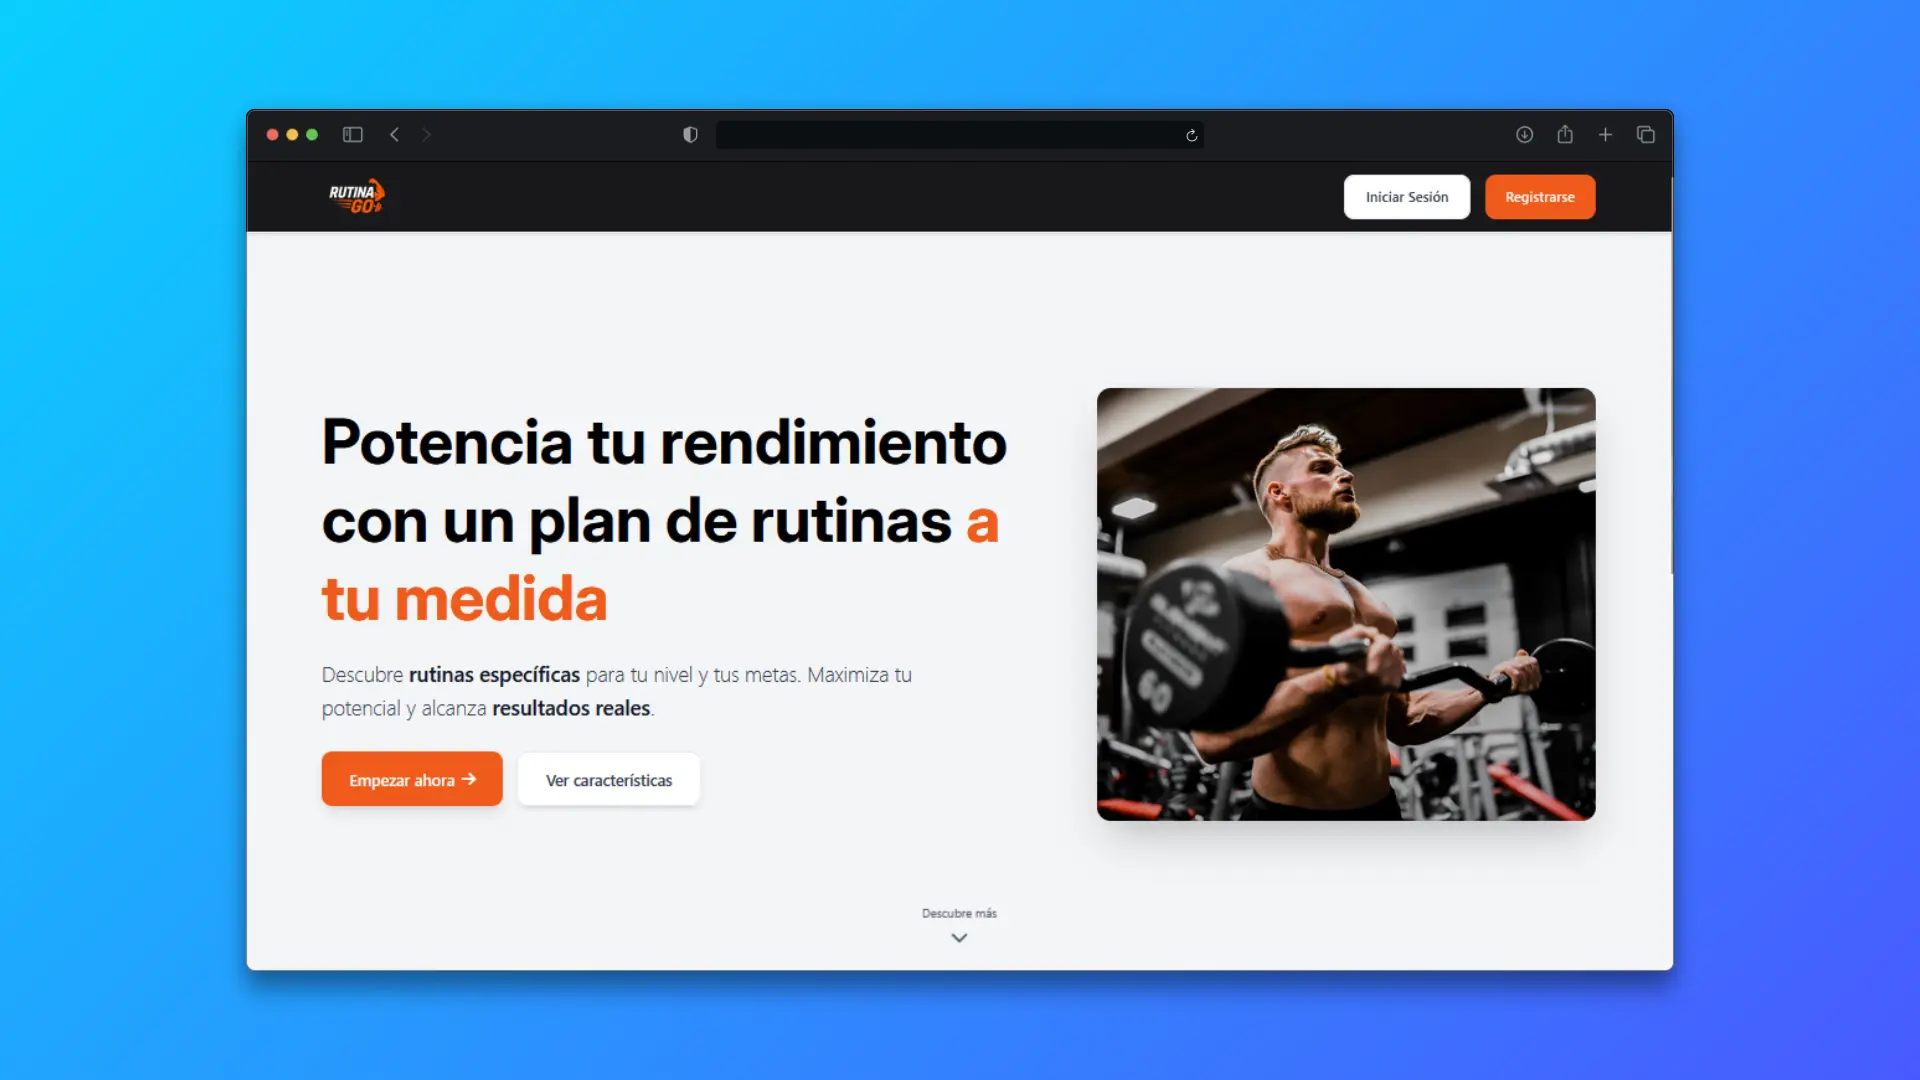 RUTINA
GO
Iniciar Sesión
Registrarse
Potencia tu rendimiento
con un plan de rutinas a
tu medida
Descubre rutinas específicas para tu nivel y tus metas. Maximiza tu
potencial y alcanza resultados reales.
Empezar ahora →
Ver características
60
Descubre más